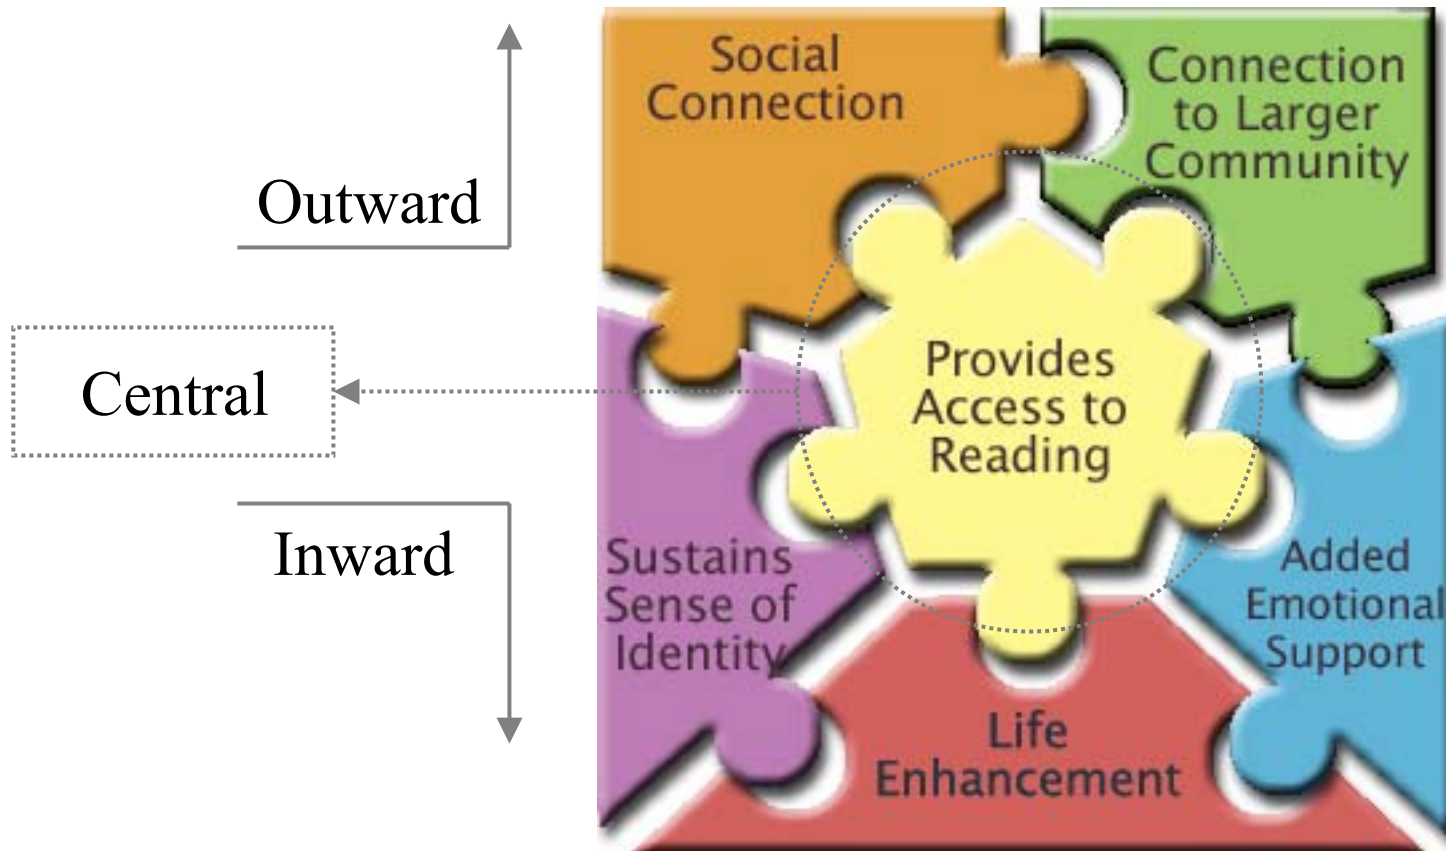 Outward
Central
Inward
Social
Connection
Connection
to Larger
Community
Provides
Access to
Reading
Sustains
Sense of
Identity
Added
Emotional
Support
Life
Enhancement